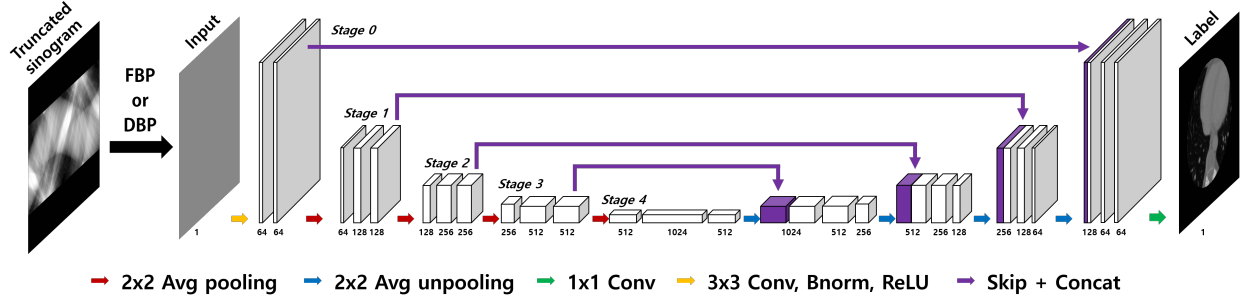 Truncated
sinogram
FBP
or
DBP
Input
Stage 0
Stage 1
Stage 2
Stage 3
Stage 4
Label
1
64 64
64 128 128
128 256 256
256 512 512
512 1024 512
1024 512 256
512 256 128
256 128 64
128 64 64
1
2x2 Avg pooling
2x2 Avg unpooling
1x1 Conv
3x3 Conv, Bnorm, ReLU
Skip + Concat